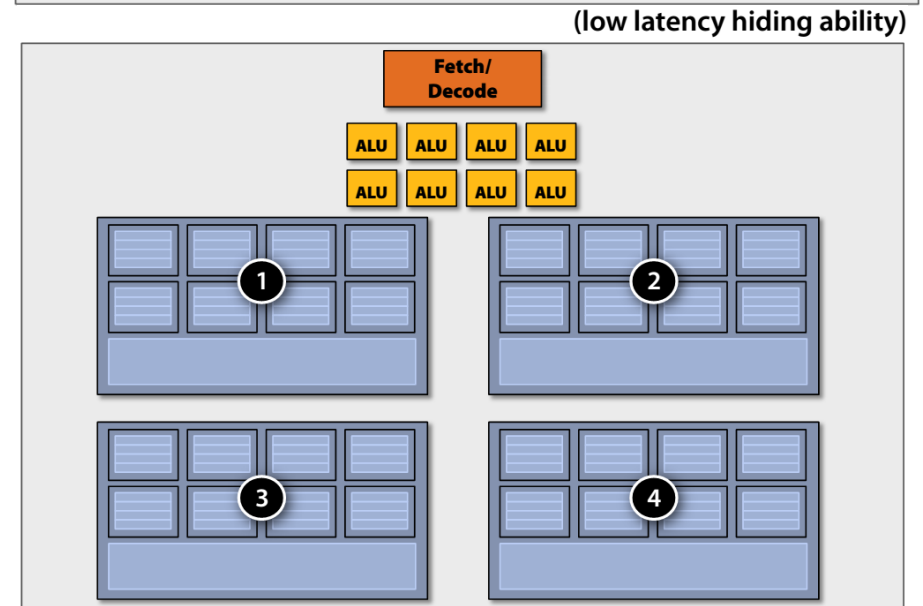 (low latency hiding ability)
Fetch/
Decode
ALU ALU ALU ALU
ALU ALU ALU ALU
1 2
3 4